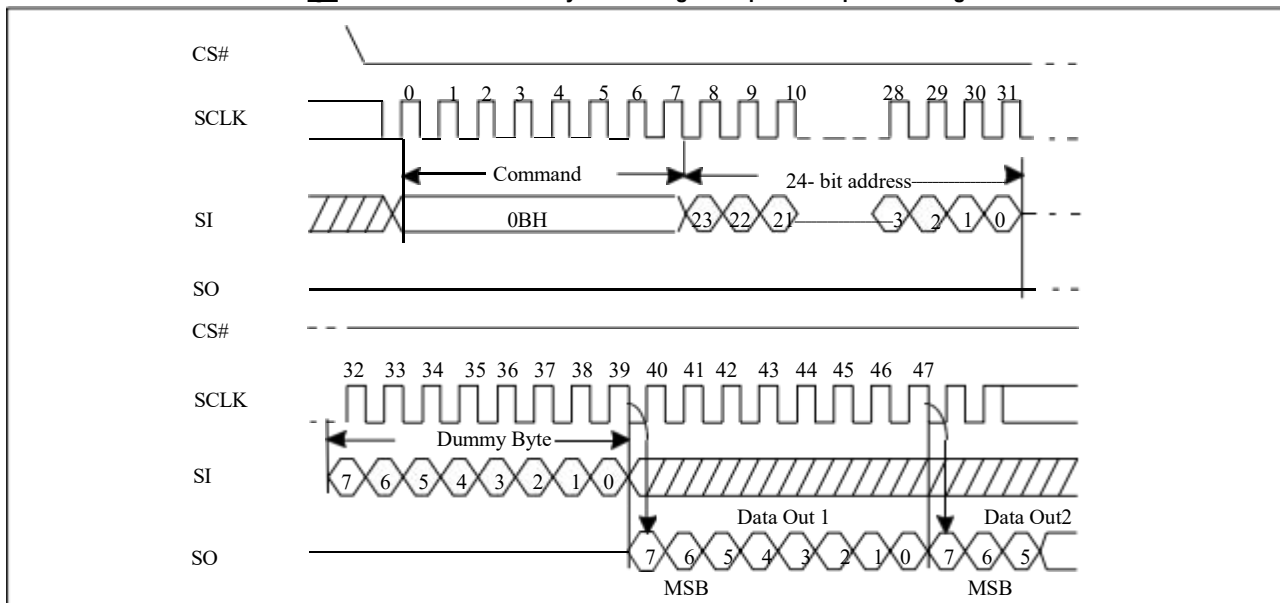 CS#
0 1 2 3 4 5 6 7 8 9 10 28 29 30 31
SCLK
Command 24- bit address
SI 0BH 23 22 21 3 2 1 0
SO
CS#
32 33 34 35 36 37 38 39 40 41 42 43 44 45 46 47
SCLK
Dummy Byte
SI 7 6 5 4 3 2 1 0
Data Out 1 Data Out2
SO 7 6 5 4 3 2 1 0 7 6 5
MSB MSB